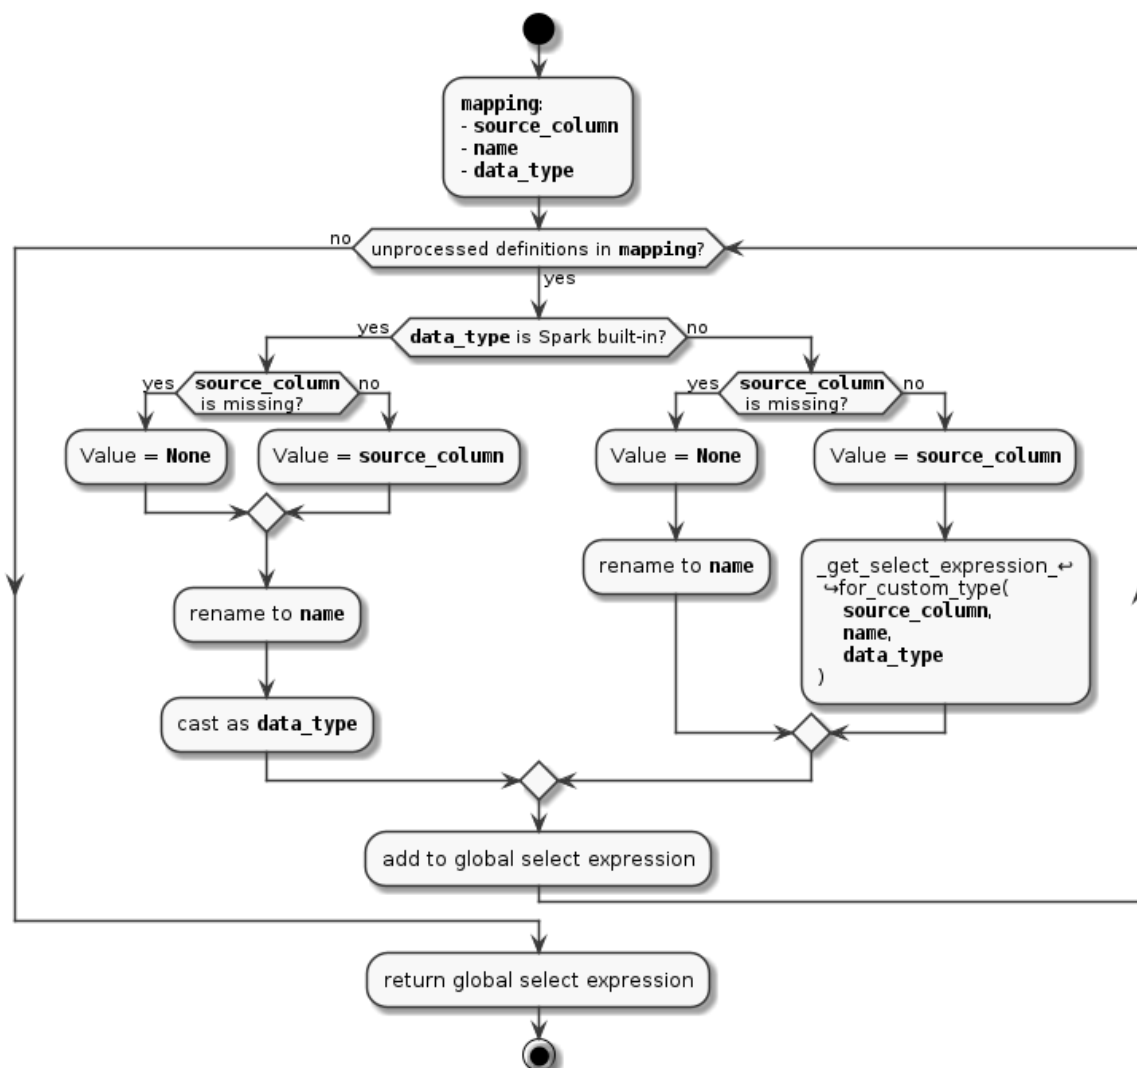 mapping:
- source_column
- name
- data_type
no
unprocessed definitions in mapping?
yes
yes
data_type is Spark built-in?
no
yes
source_column
is missing?
no
yes
source_column
is missing?
no
Value = None
Value = source_column
Value = None
Value = source_column
rename to name
_get_select_expression_↩
↪for_custom_type(
source_column,
name,
data_type
)
rename to name
cast as data_type
add to global select expression
return global select expression